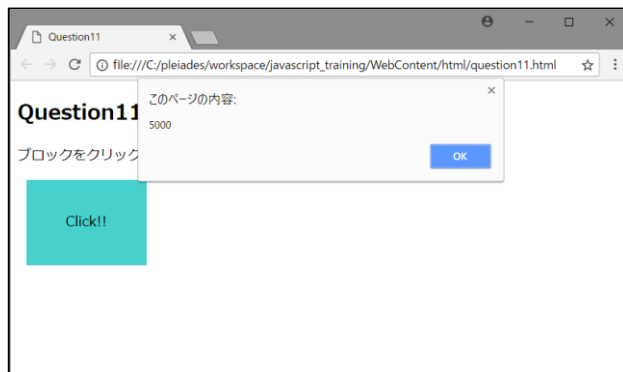 Question11
file:///C:/pleiades/workspace/javascript_training/WebContent/html/question11.html
このページの内容:
5000
OK
Question11
ブロックをクリック
Click!!